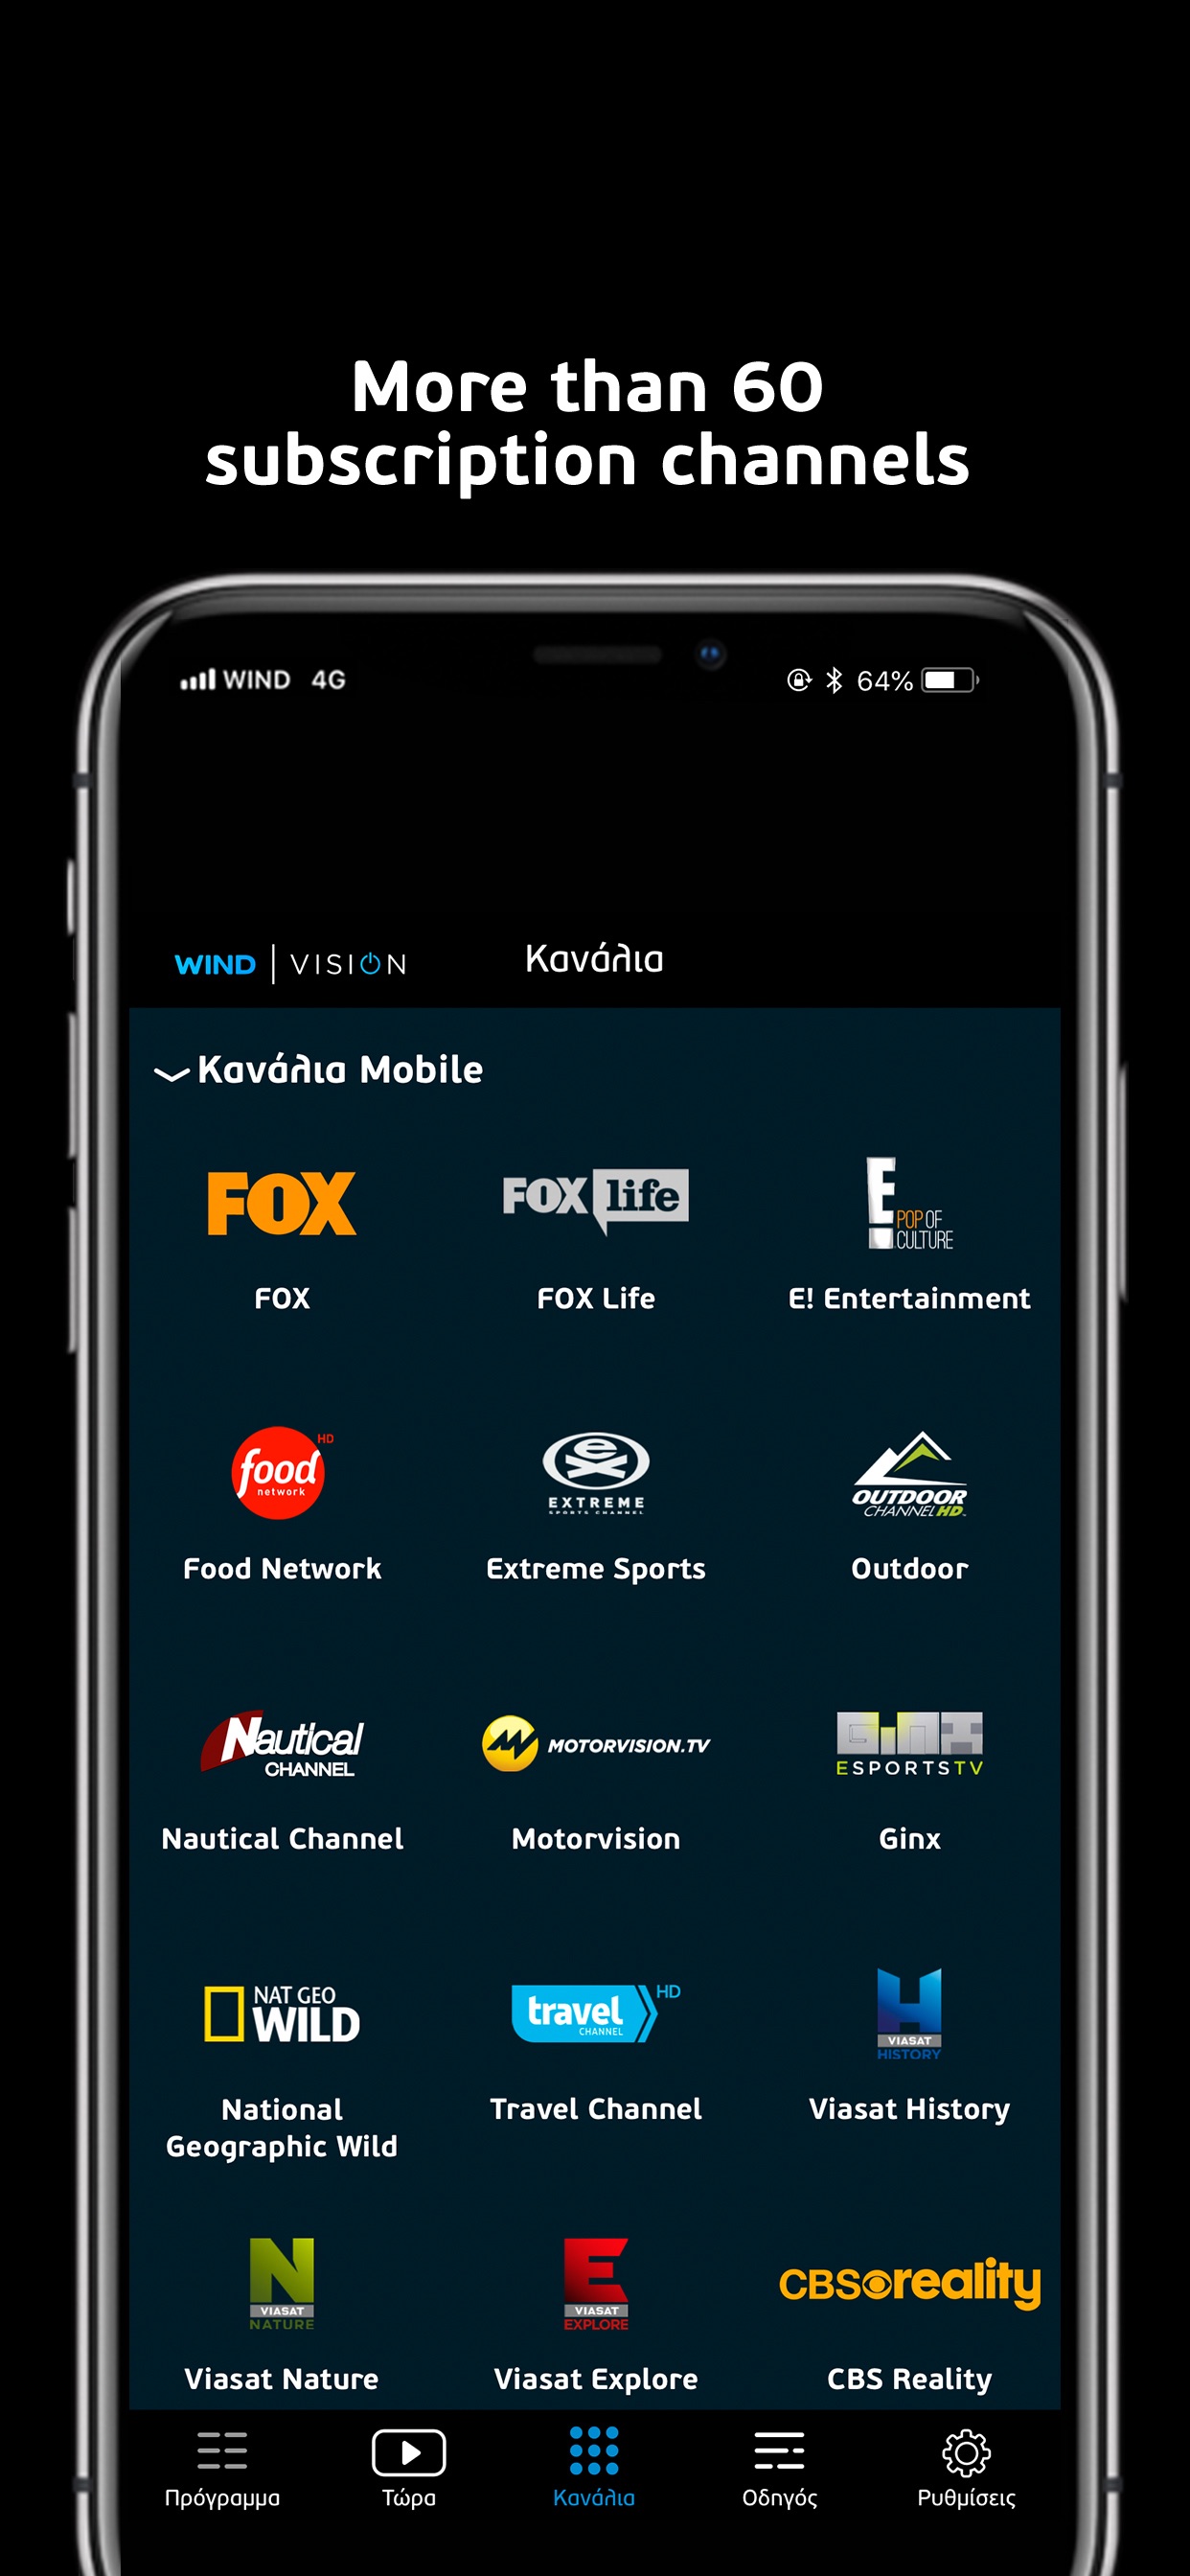 More than 60
subscription channels
WIND 4G 64%
WIND | VISION Κανάλια
Κανάλια Mobile
FOX
FOX life
E! POP OF
CULTURE
FOX FOX Life E! Entertainment
food HD
network
EXTREME
SPORTS CHANNEL
OUTDOOR
CHANNEL HD
Food Network Extreme Sports Outdoor
Nautical
CHANNEL
MOTORVISION.TV
GINX
ESPORTSTV
Nautical Channel Motorvision Ginx
NAT GEO
WILD
travel HD
CHANNEL
H
VIASAT
HISTORY
National Travel Channel Viasat History
Geographic Wild
N
VIASAT
NATURE
E
VIASAT
EXPLORE
CBS reality
Viasat Nature Viasat Explore CBS Reality
Πρόγραμμα Τώρα Κανάλια Οδηγός Ρυθμίσεις